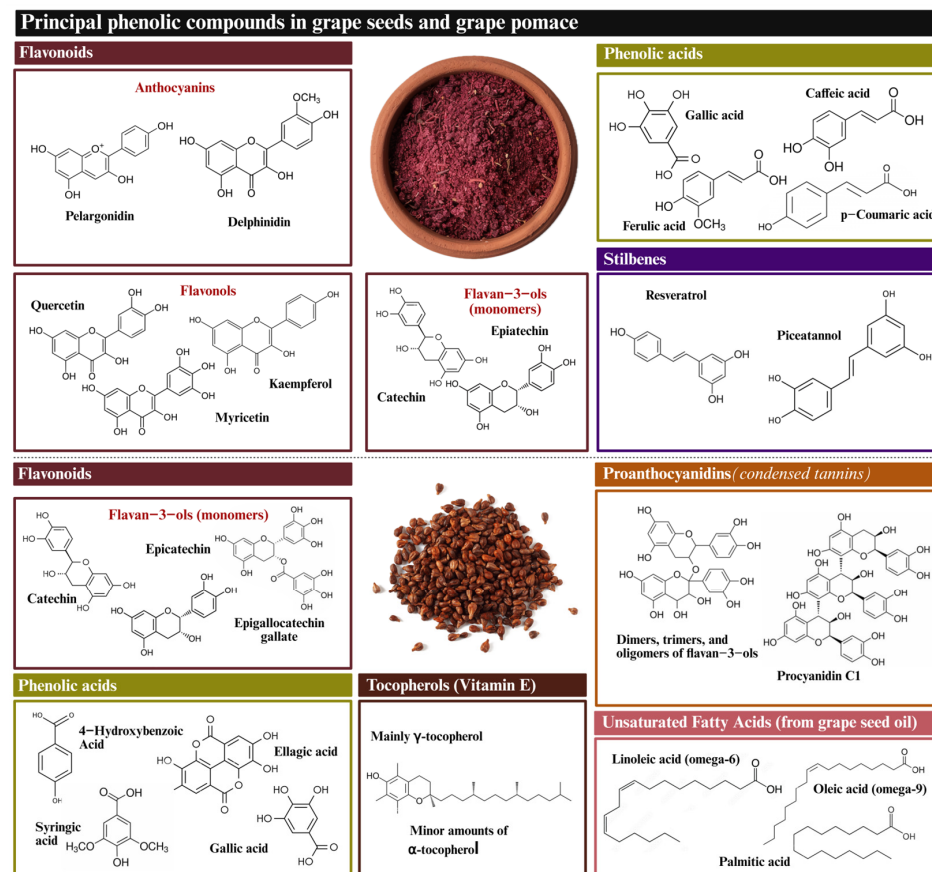 Principal phenolic compounds in grape seeds and grape pomace
Flavonoids
Anthocyanins
Pelargonidin
Delphinidin
Phenolic acids
Gallic acid
Caffeic acid
Ferulic acid
p−Coumaric acid
Flavonols
Quercetin
Kaempferol
Myricetin
Flavan−3−ols
(monomers)
Epiatechin
Catechin
Stilbenes
Resveratrol
Piceatannol
Flavonoids
Flavan−3−ols (monomers)
Epicatechin
Catechin
Epigallocatechin
gallate
Proanthocyanidins (condensed tannins)
Dimers, trimers, and
oligomers of flavan−3−ols
Procyanidin C1
Phenolic acids
4−Hydroxybenzoic
Acid
Ellagic acid
Syringic
acid
Gallic acid
Tocopherols (Vitamin E)
Mainly γ-tocopherol
Minor amounts of
α-tocopherol
Unsaturated Fatty Acids (from grape seed oil)
Linoleic acid (omega-6)
Oleic acid (omega-9)
Palmitic acid